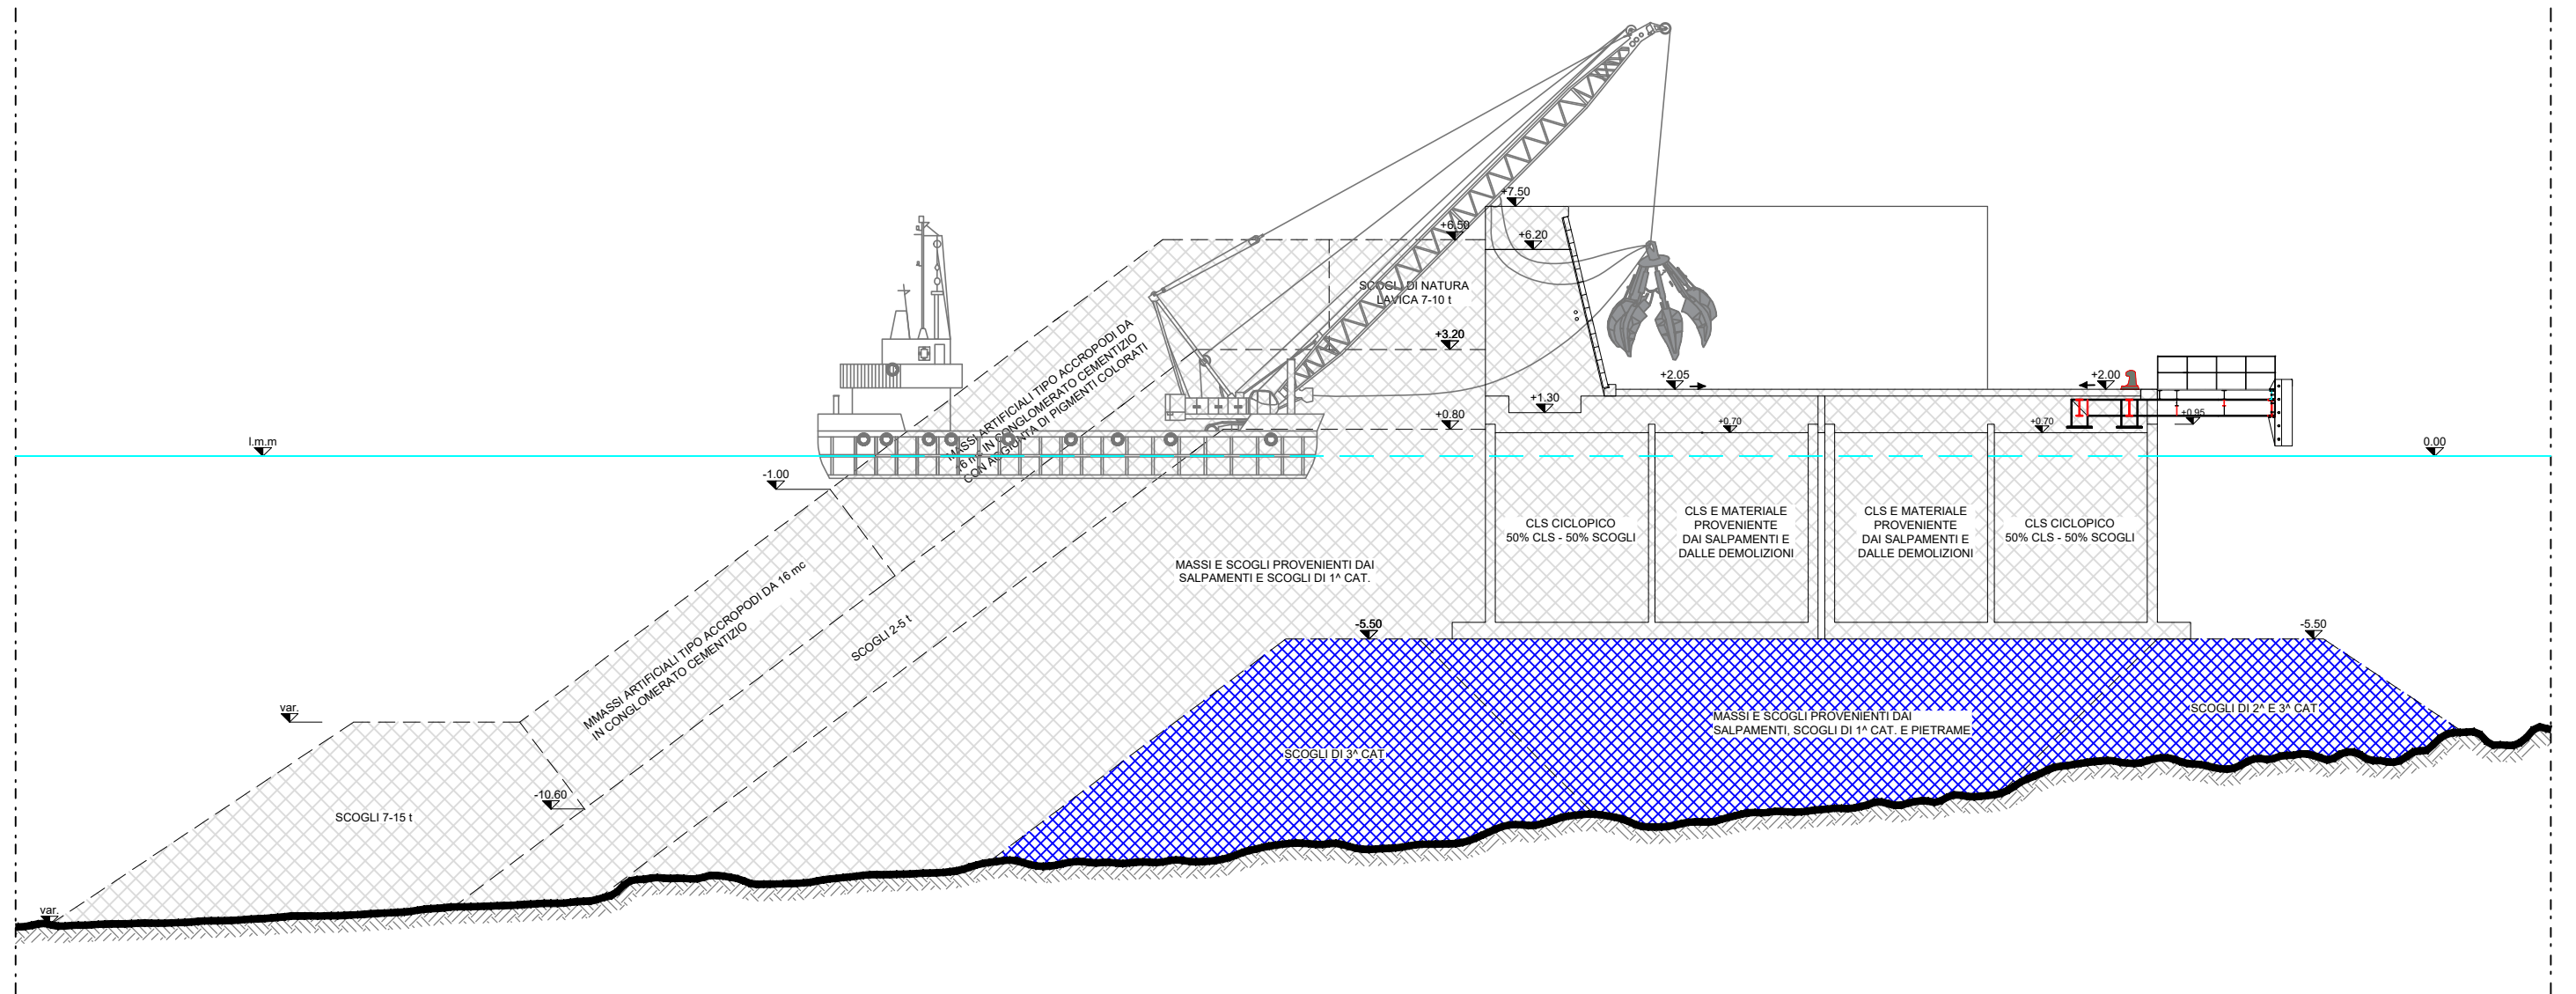 +7.50
+6.50
+6.20
SCOGLI DI NATURA
LAVICA 7-10 t
MASSI ARTIFICIALI TIPO ACCROPODI DA
16 mc IN CONGLOMERATO CEMENTIZIO
CON AGGIUNTA DI PIGMENTI COLORATI
+3.20
+2.05
+2.00
+1.30
+0.95
+0.80
+0.70
+0.70
l.m.m
0.00
-1.00
CLS CICLOPICO
50% CLS - 50% SCOGLI
CLS E MATERIALE
PROVENIENTE
DAI SALPAMENTI E
DALLE DEMOLIZIONI
CLS E MATERIALE
PROVENIENTE
DAI SALPAMENTI E
DALLE DEMOLIZIONI
CLS CICLOPICO
50% CLS - 50% SCOGLI
MASSI E SCOGLI PROVENIENTI DAI
SALPAMENTI E SCOGLI DI 1^ CAT.
MMASSI ARTIFICIALI TIPO ACCROPODI DA 16 mc
IN CONGLOMERATO CEMENTIZIO
SCOGLI 2-5 t
-5.50
-5.50
var.
SCOGLI DI 2^ E 3^ CAT.
MASSI E SCOGLI PROVENIENTI DAI
SALPAMENTI, SCOGLI DI 1^ CAT. E PIETRAME
SCOGLI DI 3^ CAT.
-10.60
SCOGLI 7-15 t
var.